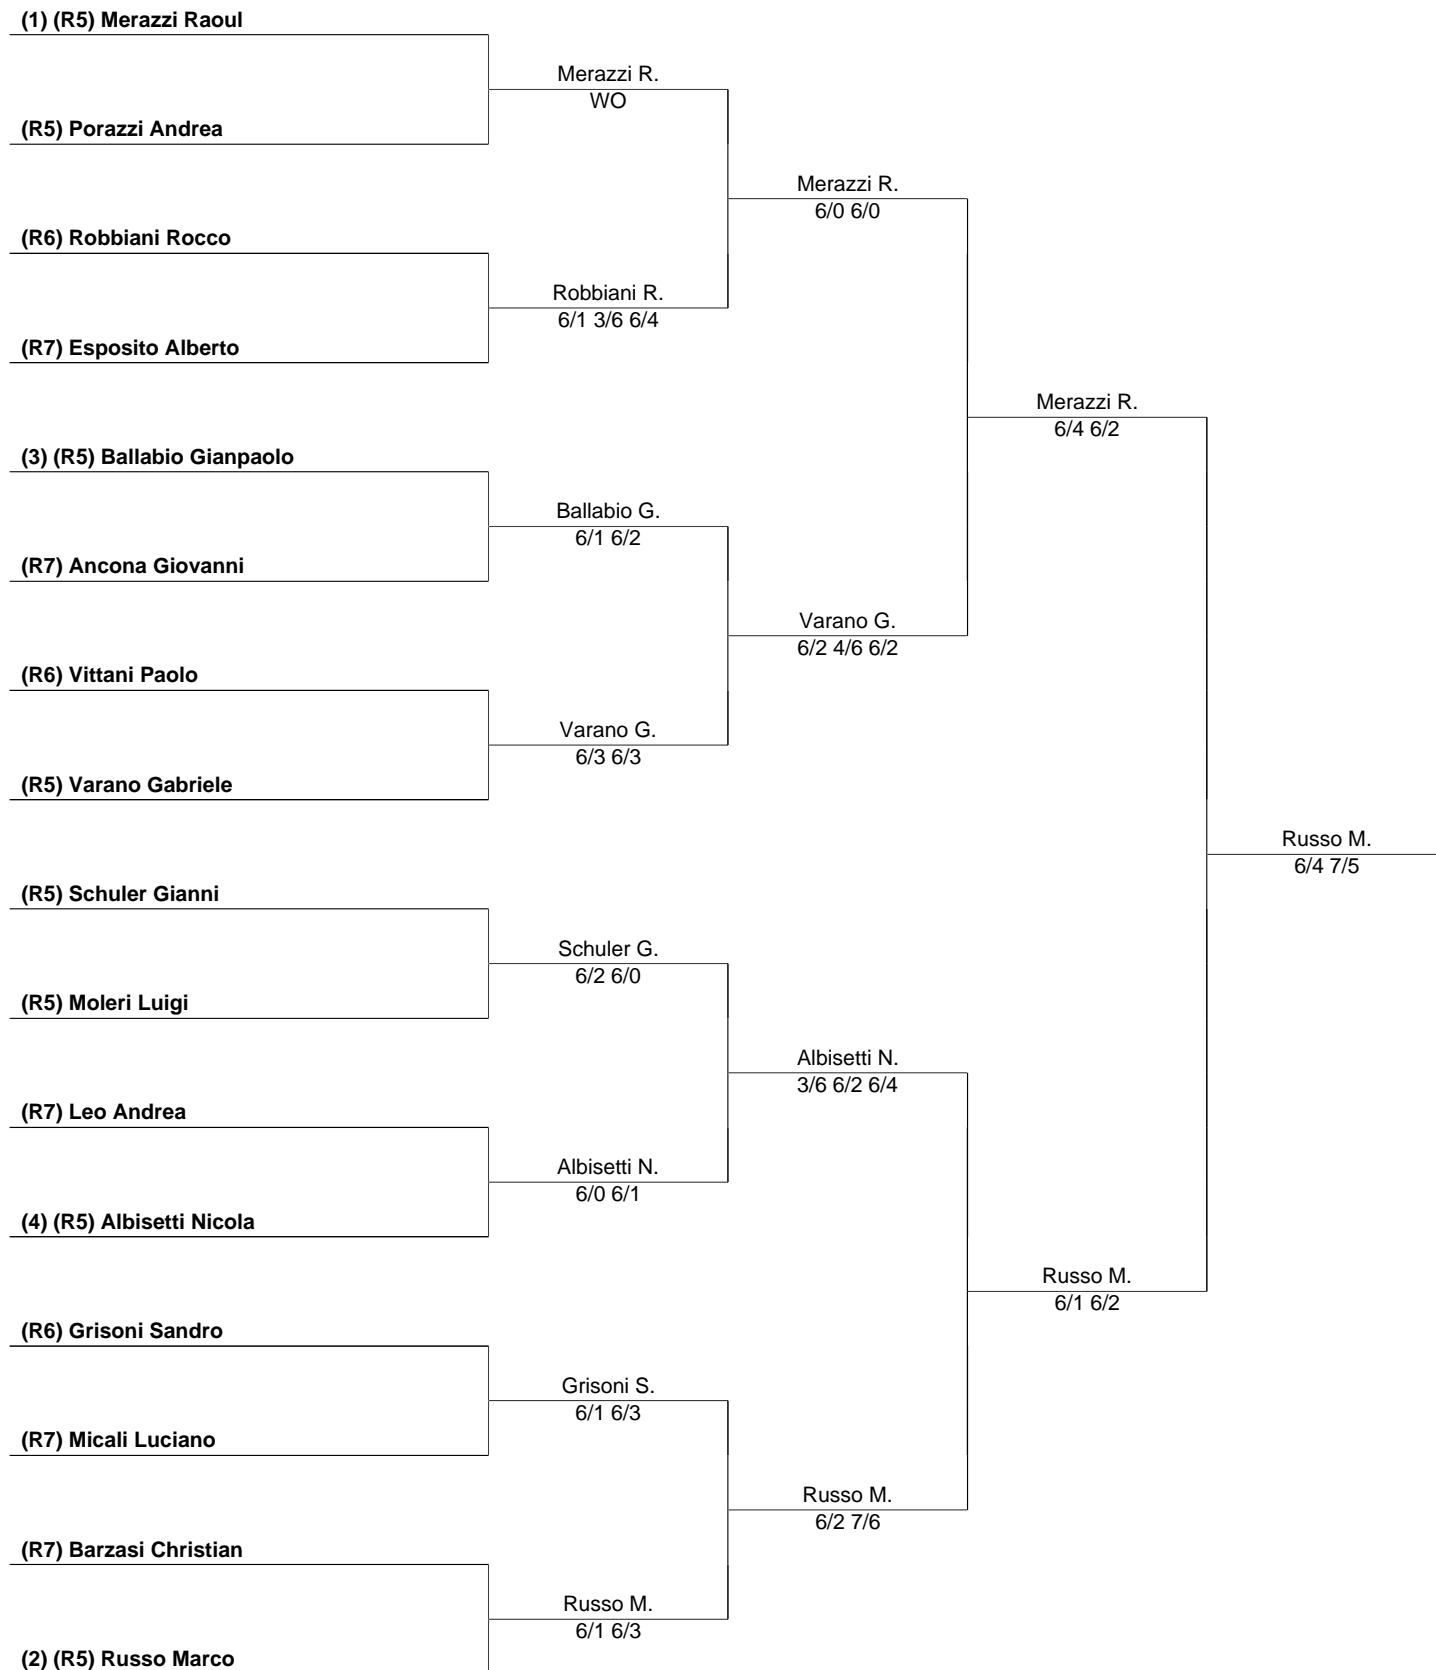 (1) (R5) Merazzi Raoul
Merazzi R.
WO
(R5) Porazzi Andrea
Merazzi R.
6/0 6/0
(R6) Robbiani Rocco
Robbiani R.
6/1 3/6 6/4
(R7) Esposito Alberto
Merazzi R.
6/4 6/2
(3) (R5) Ballabio Gianpaolo
Ballabio G.
6/1 6/2
(R7) Ancona Giovanni
Varano G.
6/2 4/6 6/2
(R6) Vittani Paolo
Varano G.
6/3 6/3
(R5) Varano Gabriele
Russo M.
6/4 7/5
(R5) Schuler Gianni
Schuler G.
6/2 6/0
(R5) Moleri Luigi
Albisetti N.
3/6 6/2 6/4
(R7) Leo Andrea
Albisetti N.
6/0 6/1
(4) (R5) Albisetti Nicola
Russo M.
6/1 6/2
(R6) Grisoni Sandro
Grisoni S.
6/1 6/3
(R7) Micali Luciano
Russo M.
6/2 7/6
(R7) Barzasi Christian
Russo M.
6/1 6/3
(2) (R5) Russo Marco